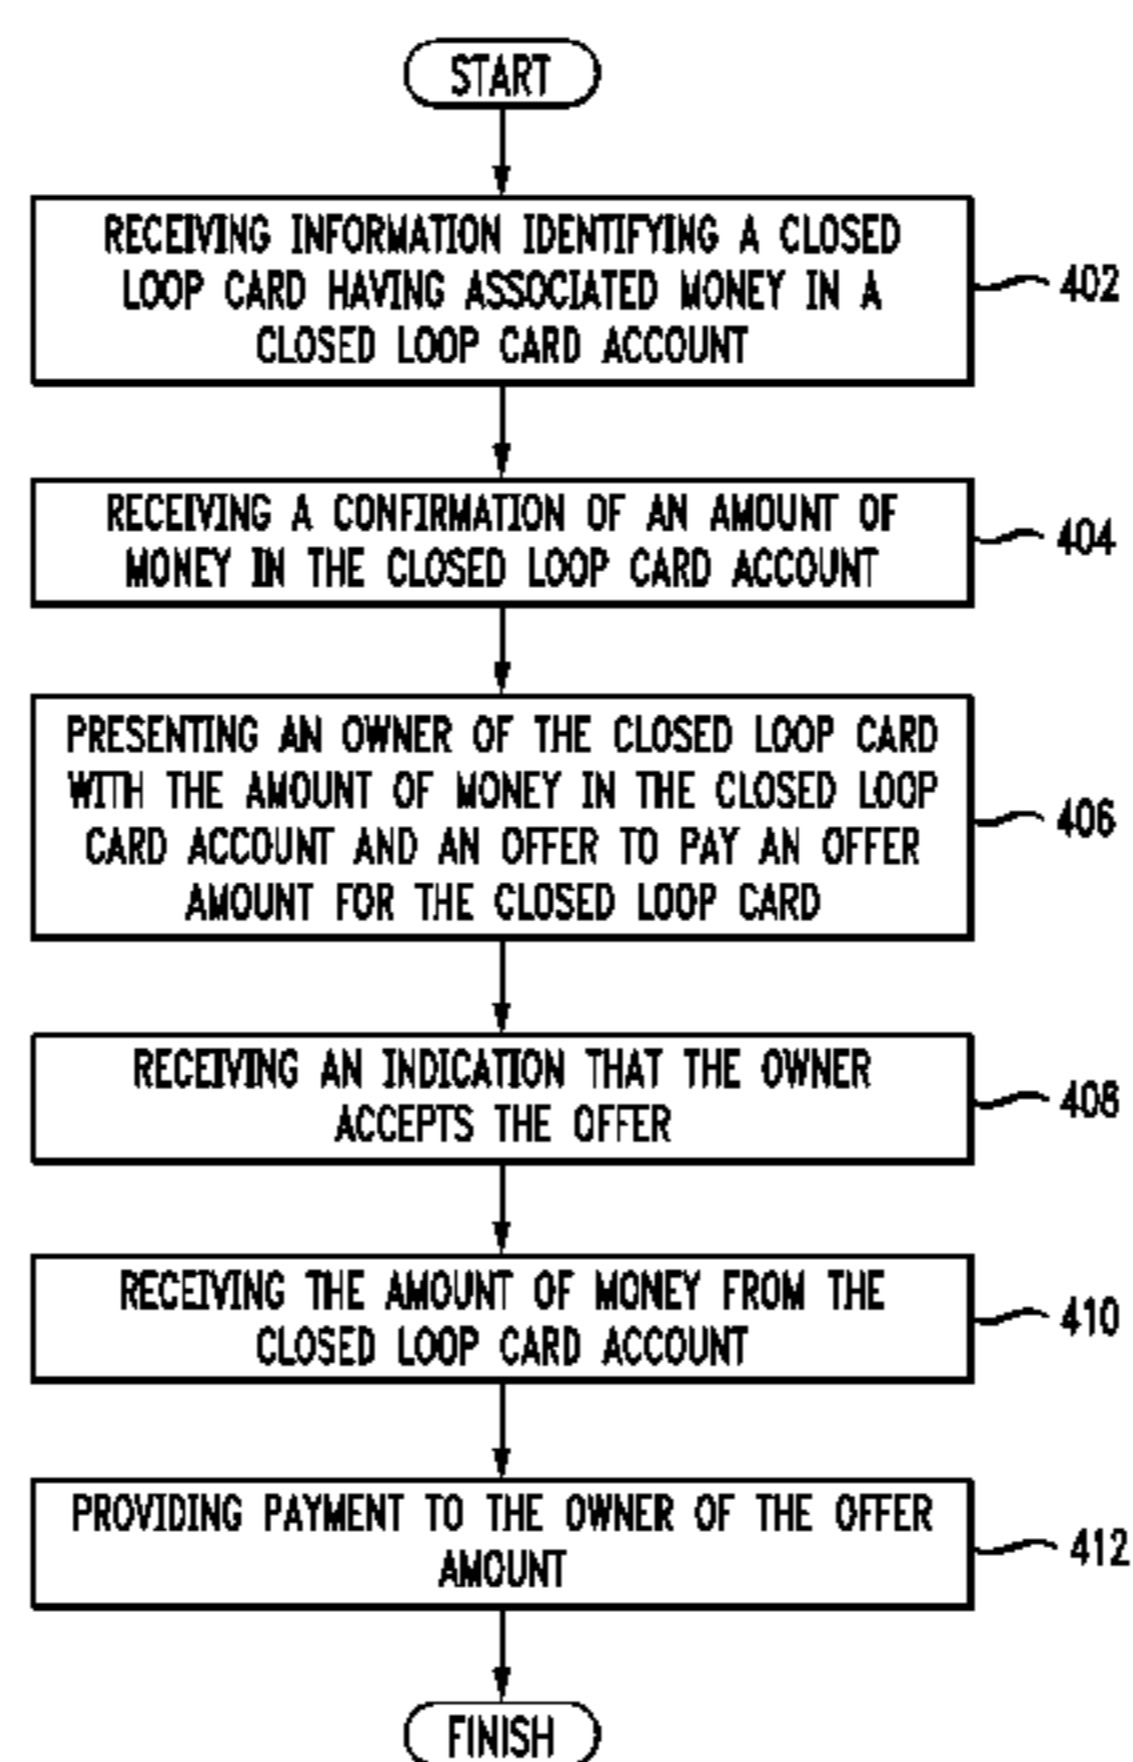 START
RECEIVING INFORMATION IDENTIFYING A CLOSED
LOOP CARD HAVING ASSOCIATED MONEY IN A
CLOSED LOOP CARD ACCOUNT
402
RECEIVING A CONFIRMATION OF AN AMOUNT OF
MONEY IN THE CLOSED LOOP CARD ACCOUNT
404
PRESENTING AN OWNER OF THE CLOSED LOOP CARD
WITH THE AMOUNT OF MONEY IN THE CLOSED LOOP
CARD ACCOUNT AND AN OFFER TO PAY AN OFFER
AMOUNT FOR THE CLOSED LOOP CARD
406
RECEIVING AN INDICATION THAT THE OWNER
ACCEPTS THE OFFER
408
RECEIVING THE AMOUNT OF MONEY FROM THE
CLOSED LOOP CARD ACCOUNT
410
PROVIDING PAYMENT TO THE OWNER OF THE OFFER
AMOUNT
412
FINISH